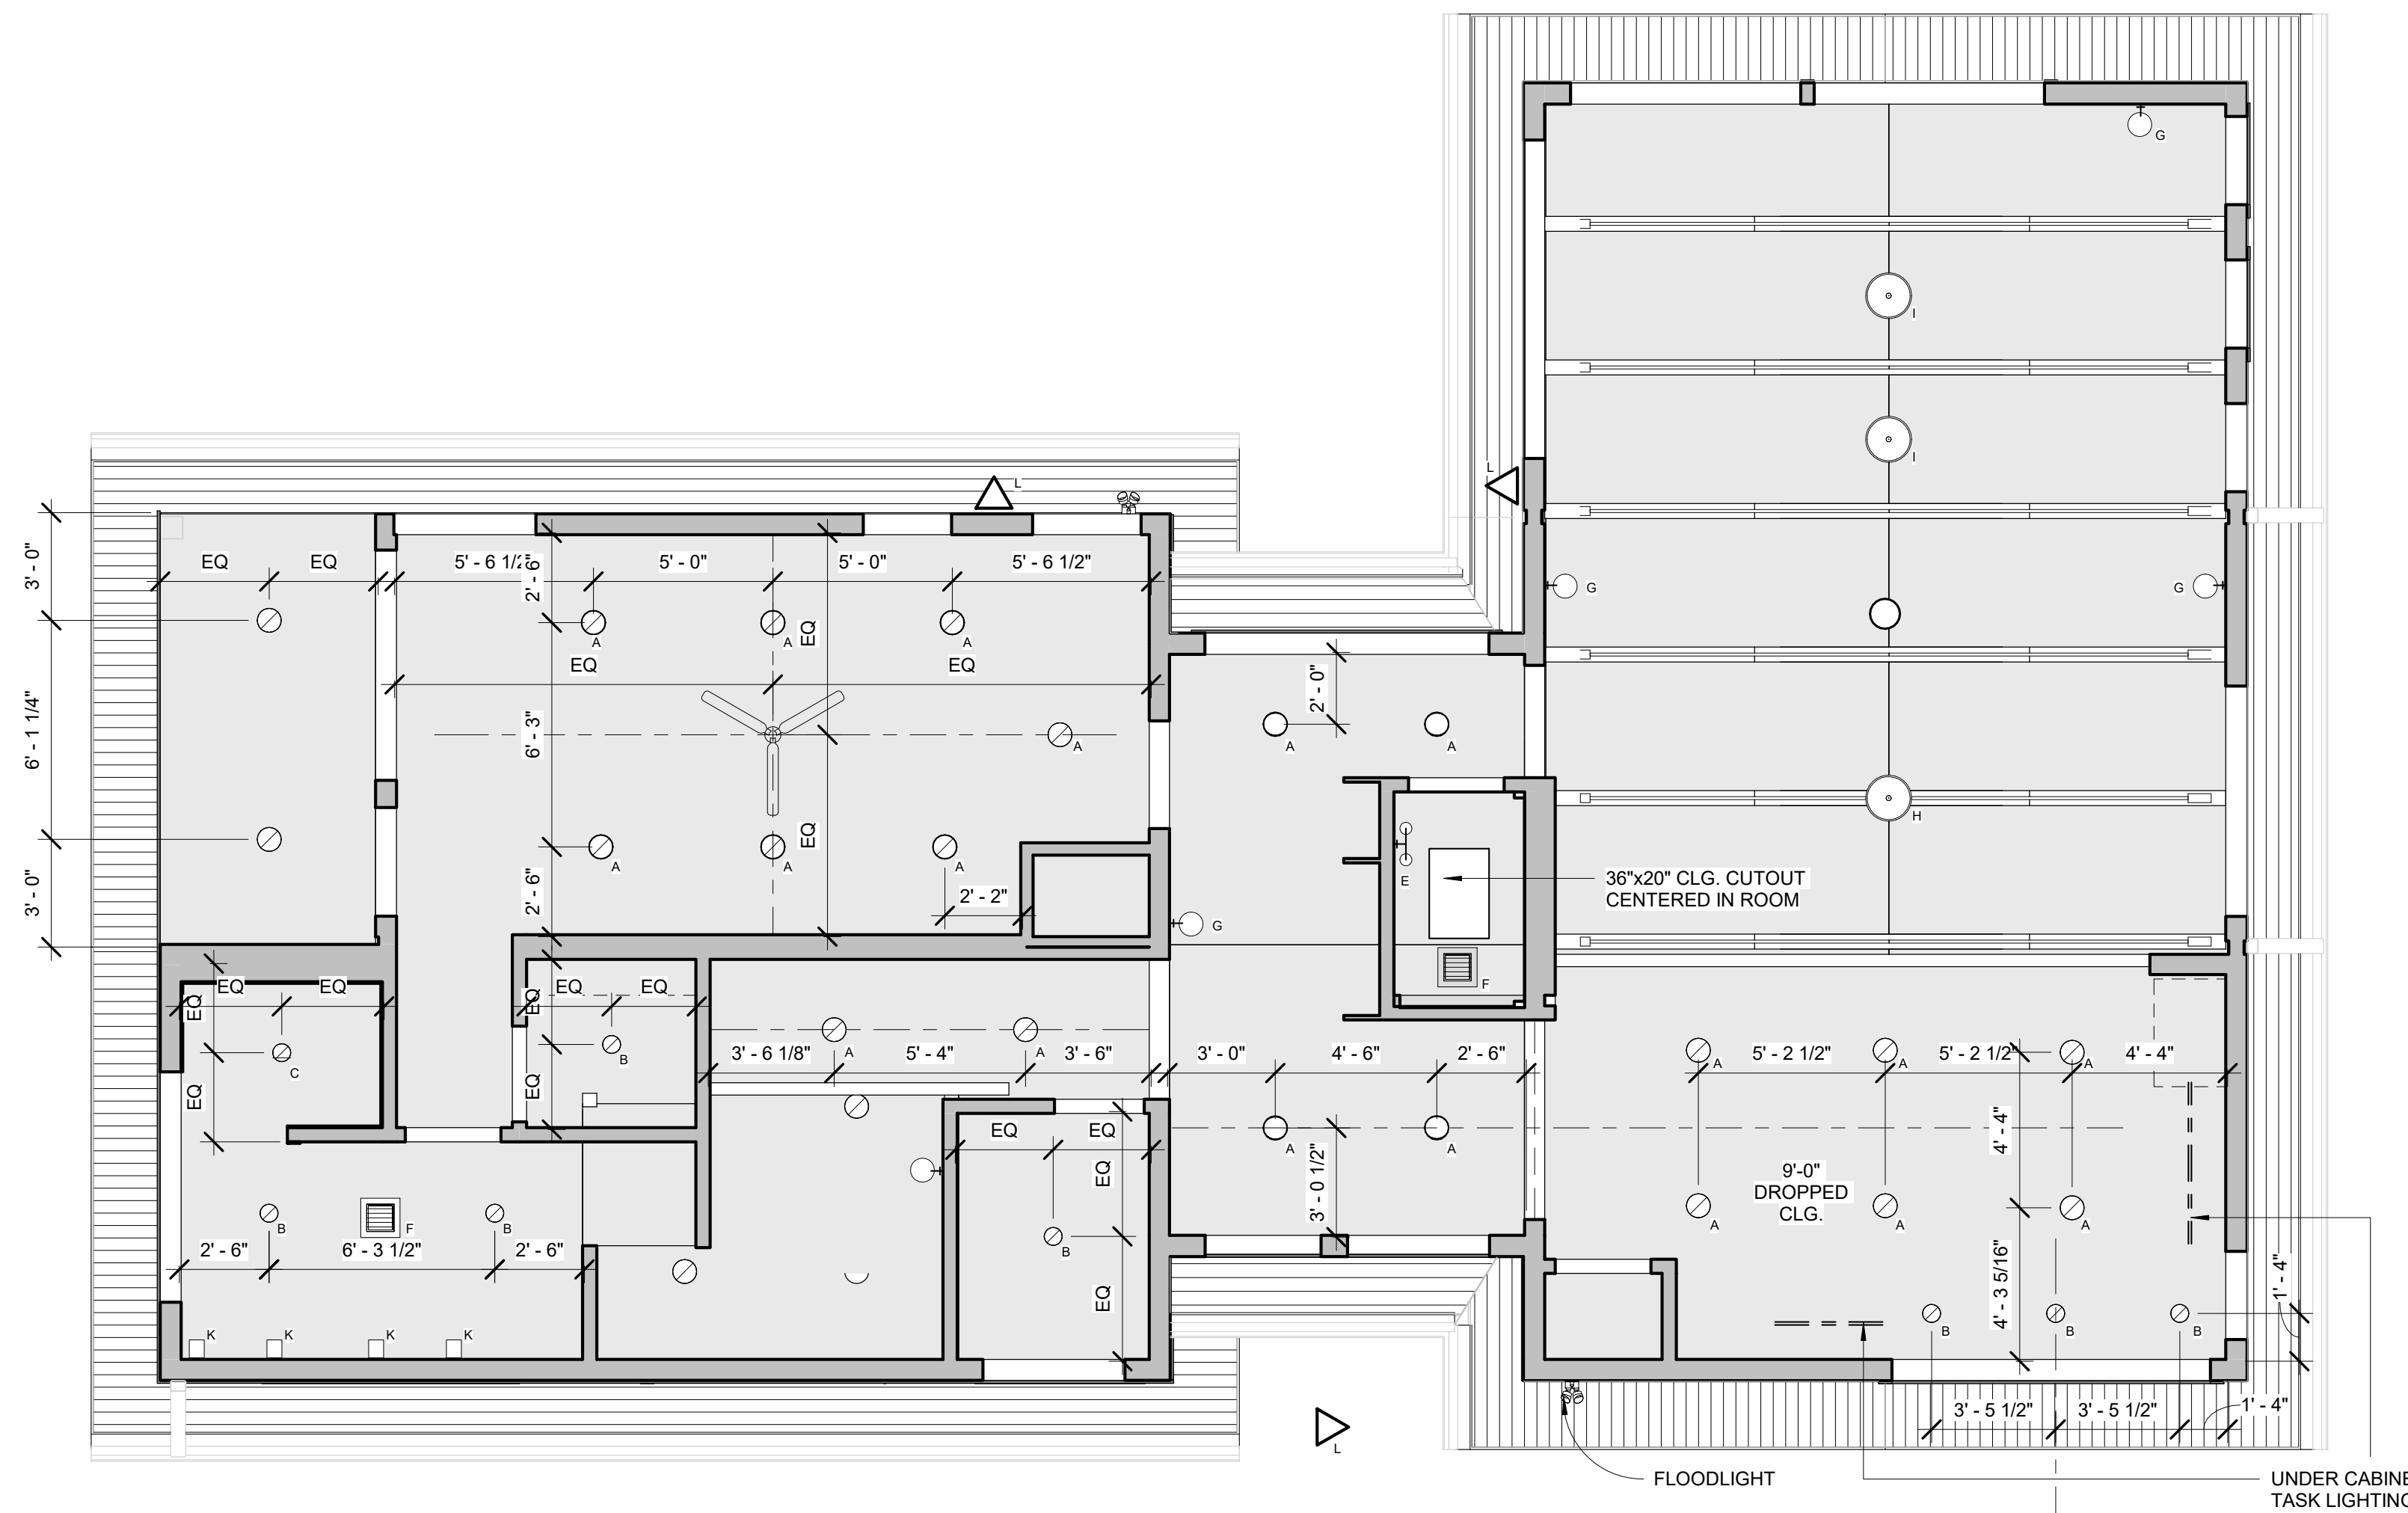 G
I
I
L
L
EQ
EQ
5' - 6 1/2"
5' - 0"
5' - 0"
5' - 6 1/2"
3' - 0"
2' - 6"
G
G
A
A
A
EQ
EQ
EQ
6' - 1 1/4"
6' - 3"
2' - 0"
A
A
A
H
EQ
A
A
A
E
36"x20" CLG. CUTOUT
CENTERED IN ROOM
3' - 0"
2' - 6"
2' - 2"
G
F
EQ
EQ
EQ
EQ
EQ
EQ
C
B
A
A
3' - 6 1/8"
5' - 4"
3' - 6"
3' - 0"
4' - 6"
2' - 6"
A
A
A
5' - 2 1/2"
5' - 2 1/2"
4' - 4"
EQ
EQ
EQ
EQ
A
A
4' - 4"
EQ
3' - 0 1/2"
9'-0"
DROPPED
CLG.
B
F
B
B
A
A
A
2' - 6"
6' - 3 1/2"
2' - 6"
EQ
4' - 3 5/16"
1' - 4"
K
K
K
K
B
B
B
3' - 5 1/2"
3' - 5 1/2"
1' - 4"
L
FLOODLIGHT
UNDER CABINE
TASK LIGHTING